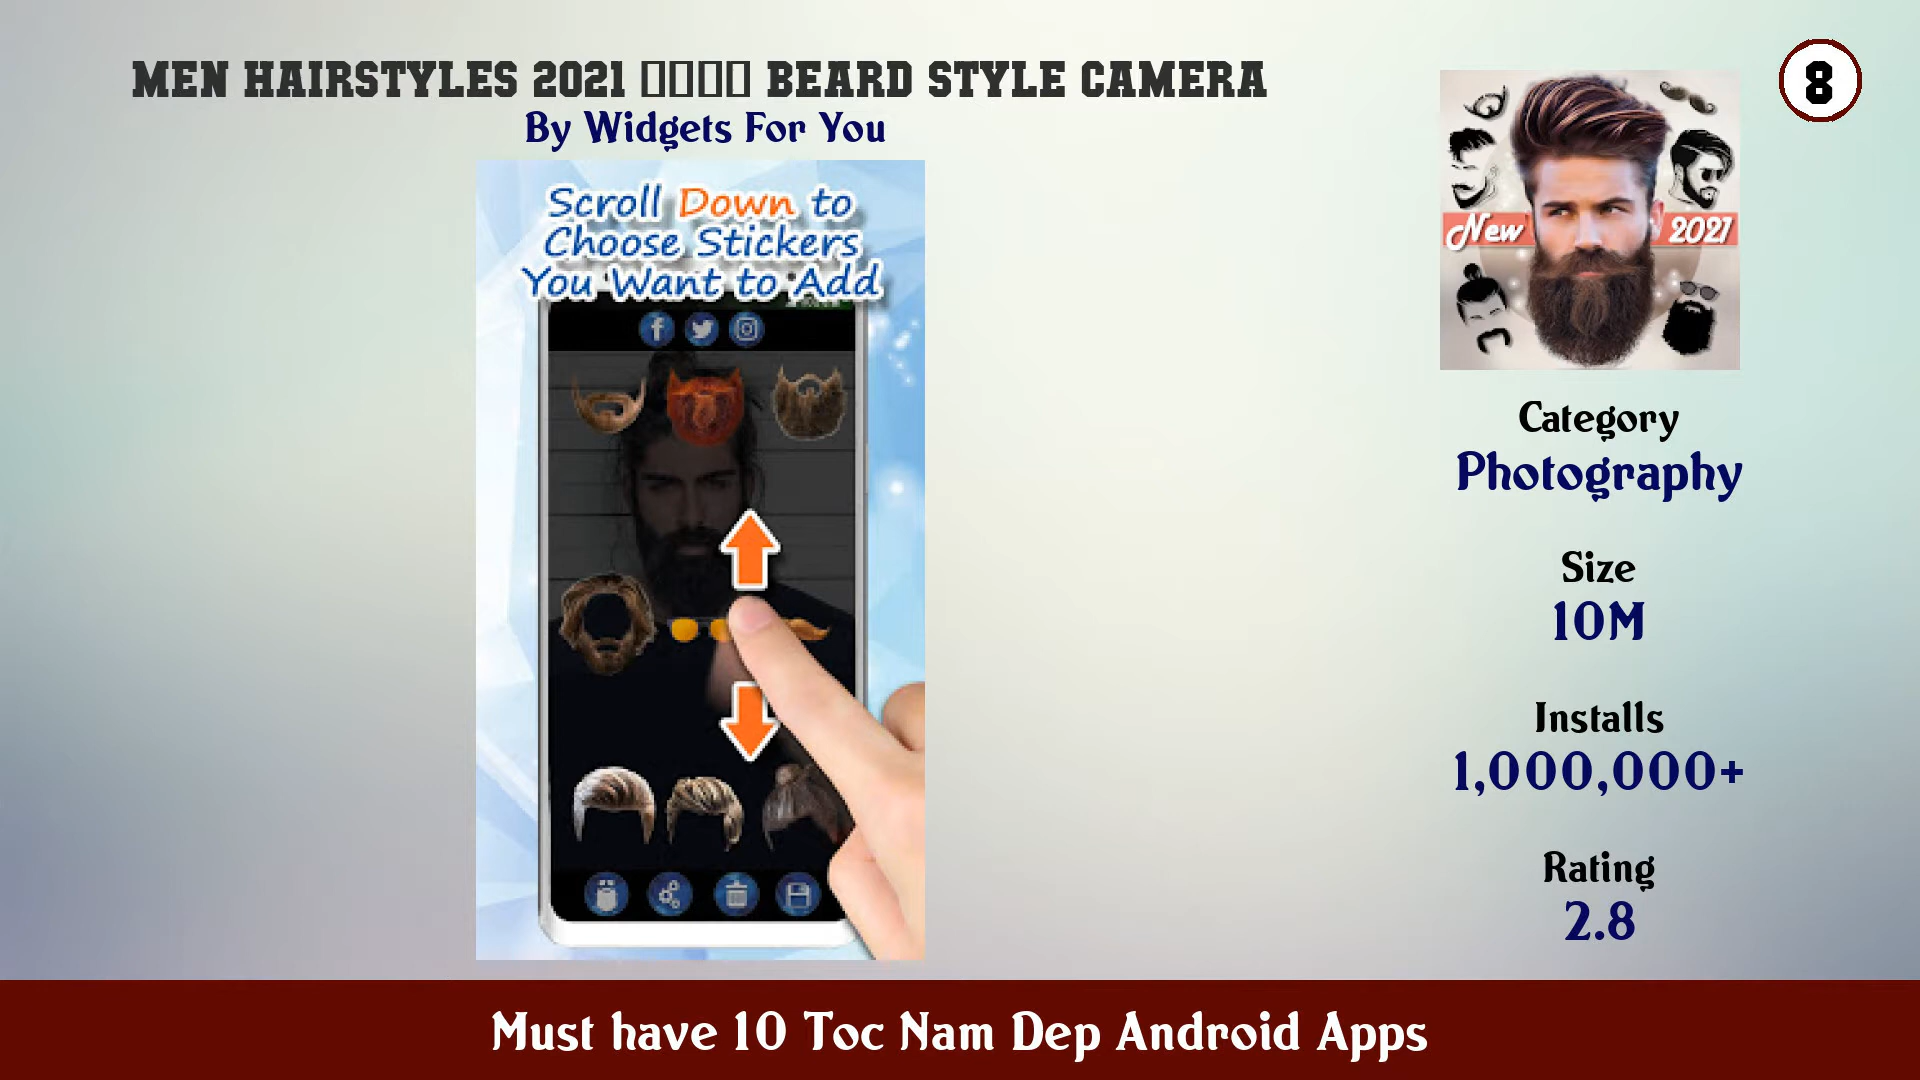 MEN HAIRSTYLES 2021 □□□□ BEARD STYLE CAMERA
By Widgets For You
8
Scroll Down to
Choose Stickers
You Want to Add
New 2021
Category
Photography
Size
10M
Installs
1,000,000+
Rating
2.8
Must have 10 Toc Nam Dep Android Apps